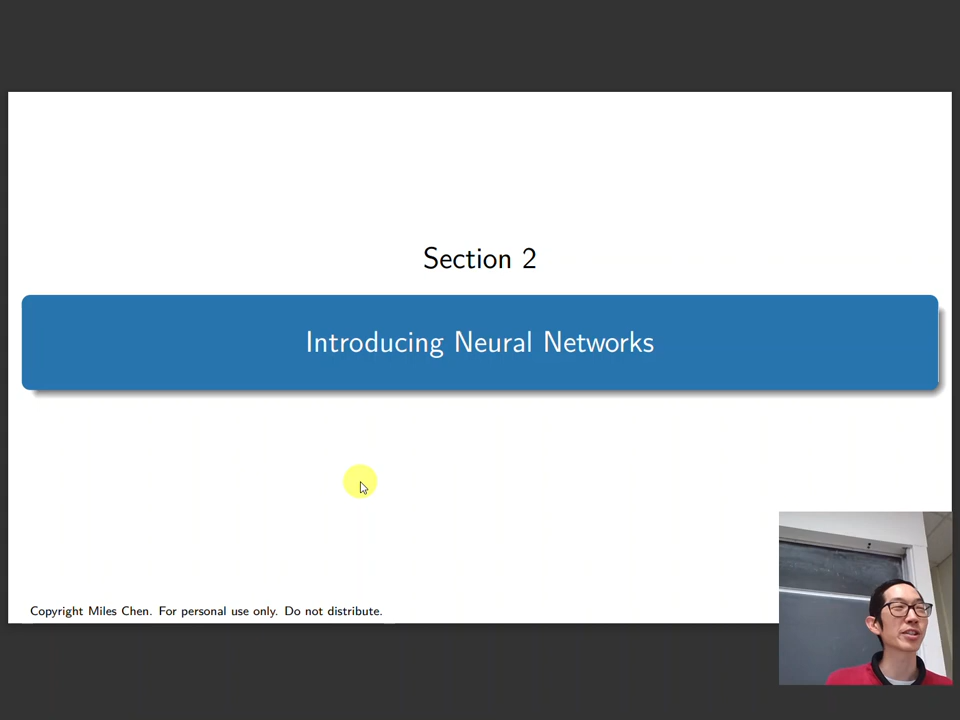 Section 2
Introducing Neural Networks
Copyright Miles Chen. For personal use only. Do not distribute.